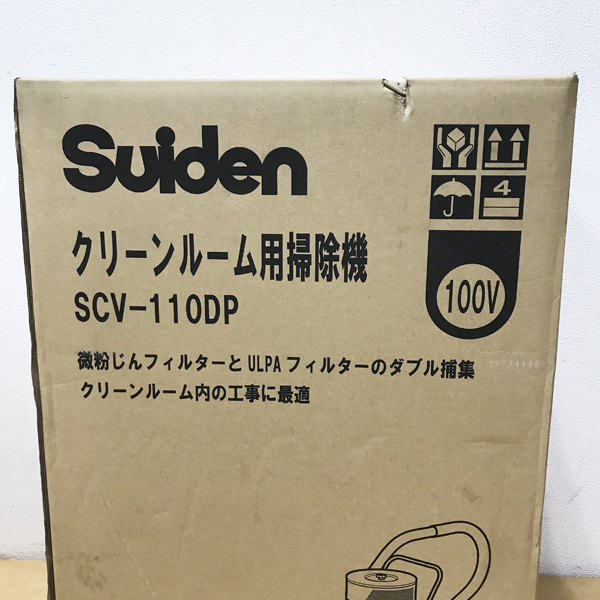 Suiden
4
クリーンルーム用掃除機
SCV-110DP
100V
微粉じんフィルターとULPAフィルターのダブル捕集
クリーンルーム内の工事に最適